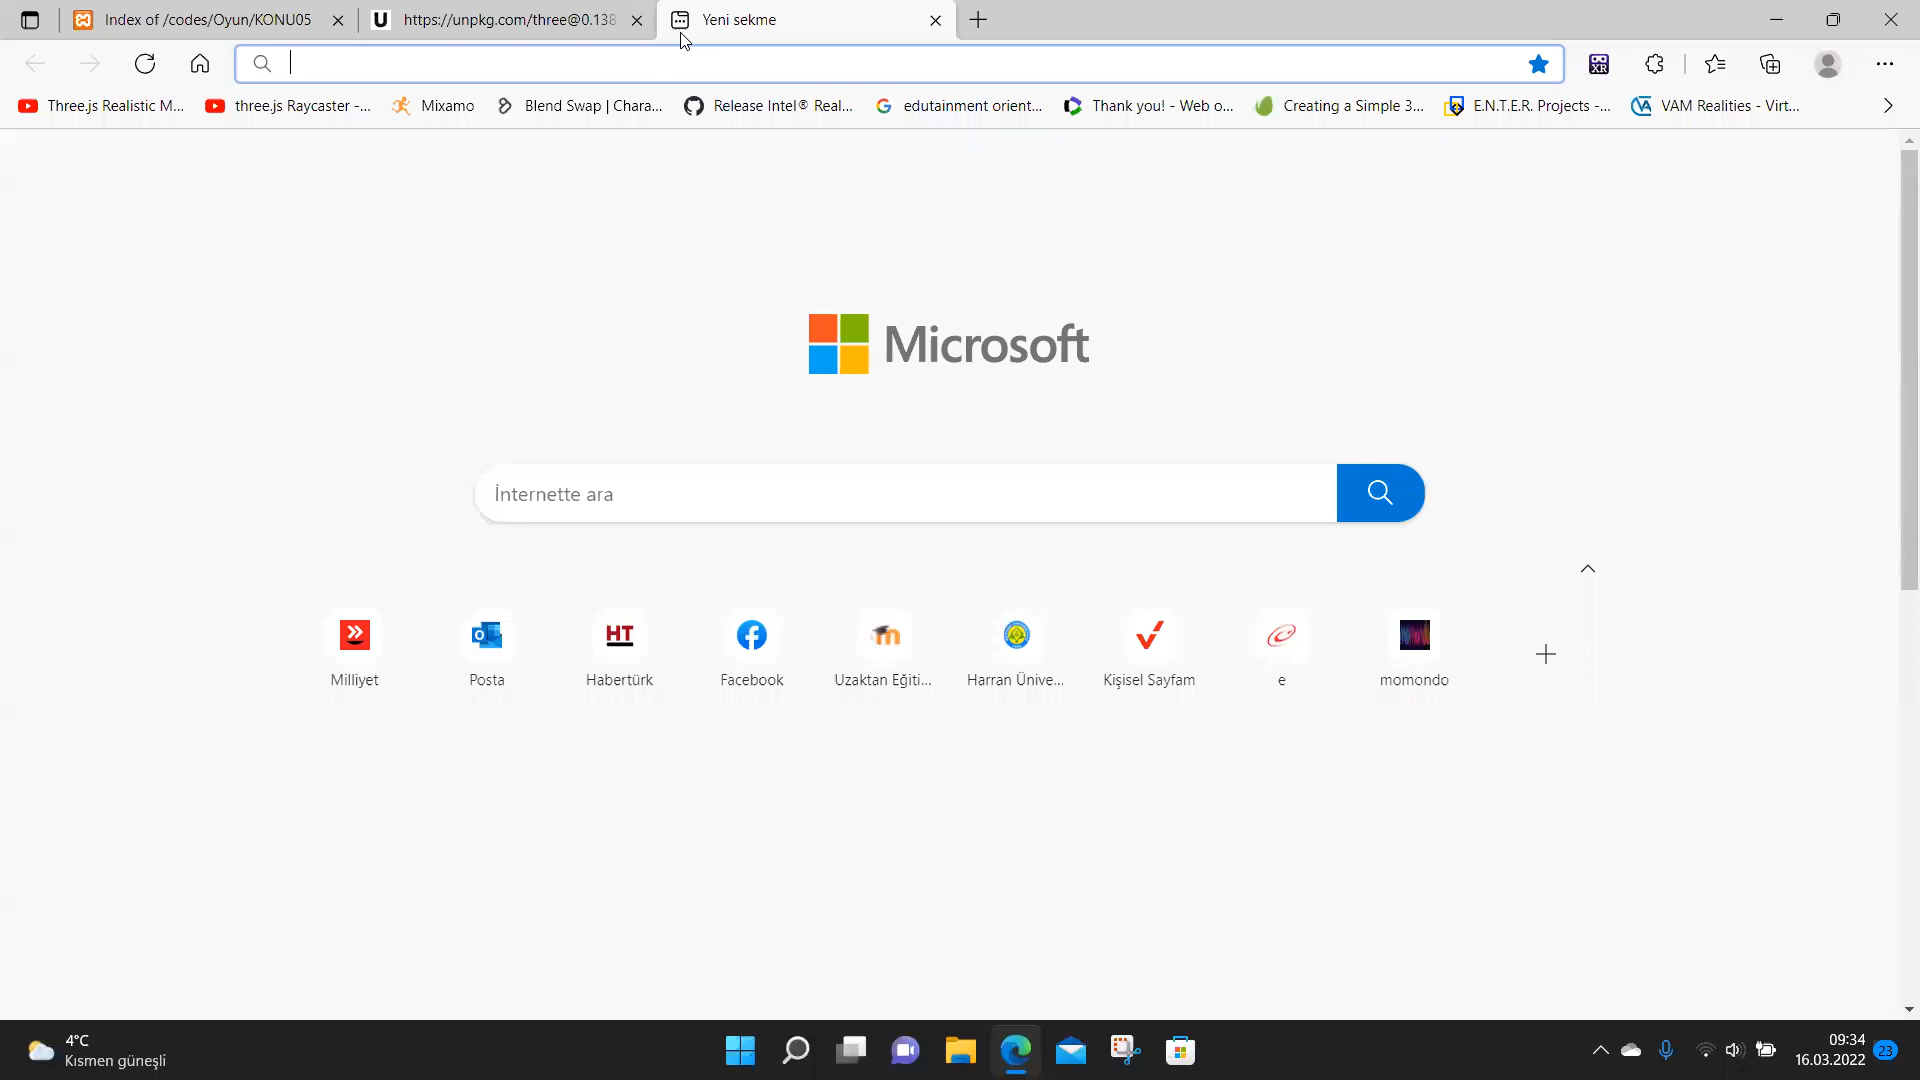 Index of /codes/Oyun/KONU05
https://unpkg.com/three@0.138.
Yeni sekme
Three.js Realistic M...
three.js Raycaster -...
Mixamo
Blend Swap | Chara...
Release Intel® Real...
edutainment orient...
Thank you! - Web o...
Creating a Simple 3...
E.N.T.E.R. Projects -...
VAM Realities - Virt...
Microsoft
İnternette ara
HT
Milliyet
Posta
Habertürk
Facebook
Uzaktan Eğiti...
Harran Ünive...
Kişisel Sayfam
e
momondo
4°C
Kısmen güneşli
09:34
16.03.2022
23